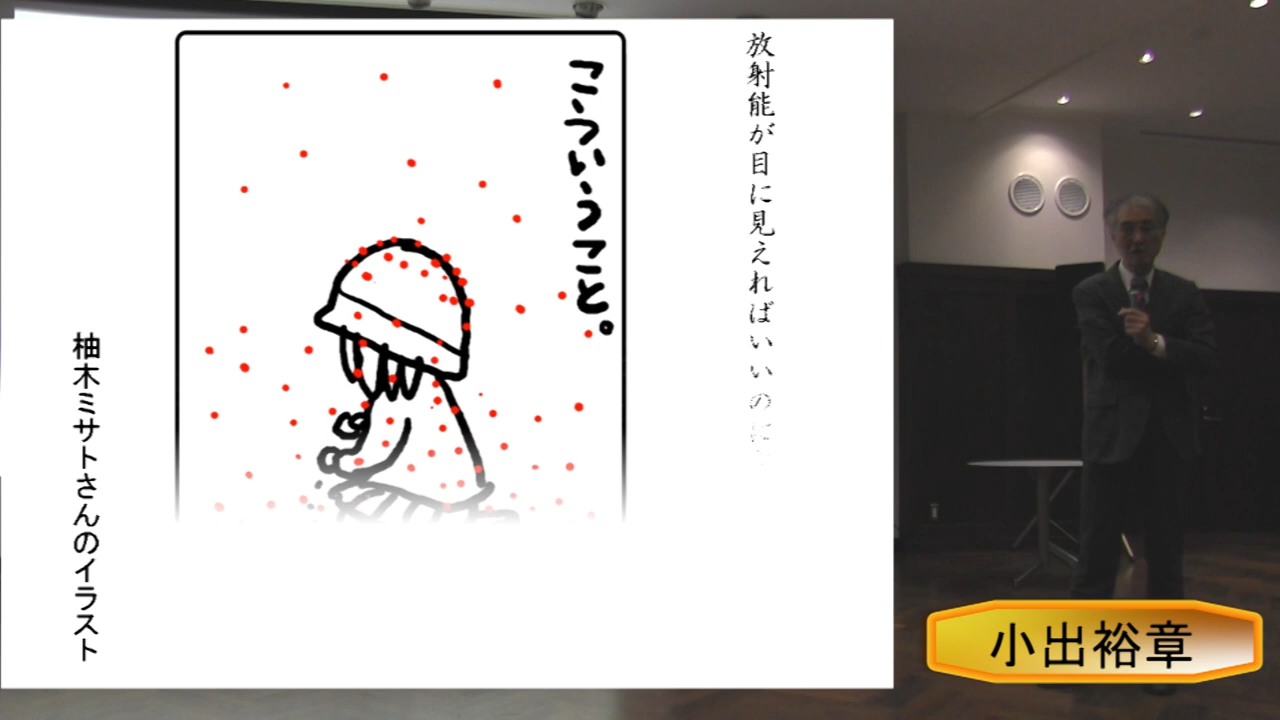 放射能が目に見えればいいのに
こういうこと。
柚木ミサトさんのイラスト
小出裕章